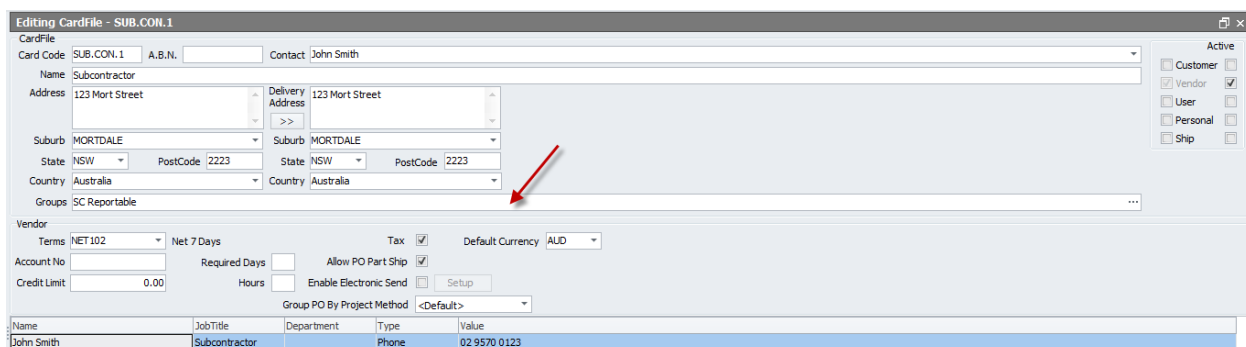 Editing CardFile - SUB.CON.1
CardFile
Card Code SUB.CON.1 A.B.N. Contact John Smith
Active
Name Subcontractor
Customer
Address 123 Mort Street Delivery Address 123 Mort Street
Vendor
>>
User
Personal
Suburb MORTDALE Suburb MORTDALE
Ship
State NSW PostCode 2223 State NSW PostCode 2223
Country Australia Country Australia
Groups SC Reportable ...
Vendor
Terms NET102 Net 7 Days Tax Default Currency AUD
Account No Required Days Allow PO Part Ship
Credit Limit 0.00 Hours Enable Electronic Send Setup
Group PO By Project Method <Default>
Name JobTitle Department Type Value
John Smith Subcontractor Phone 02 9570 0123